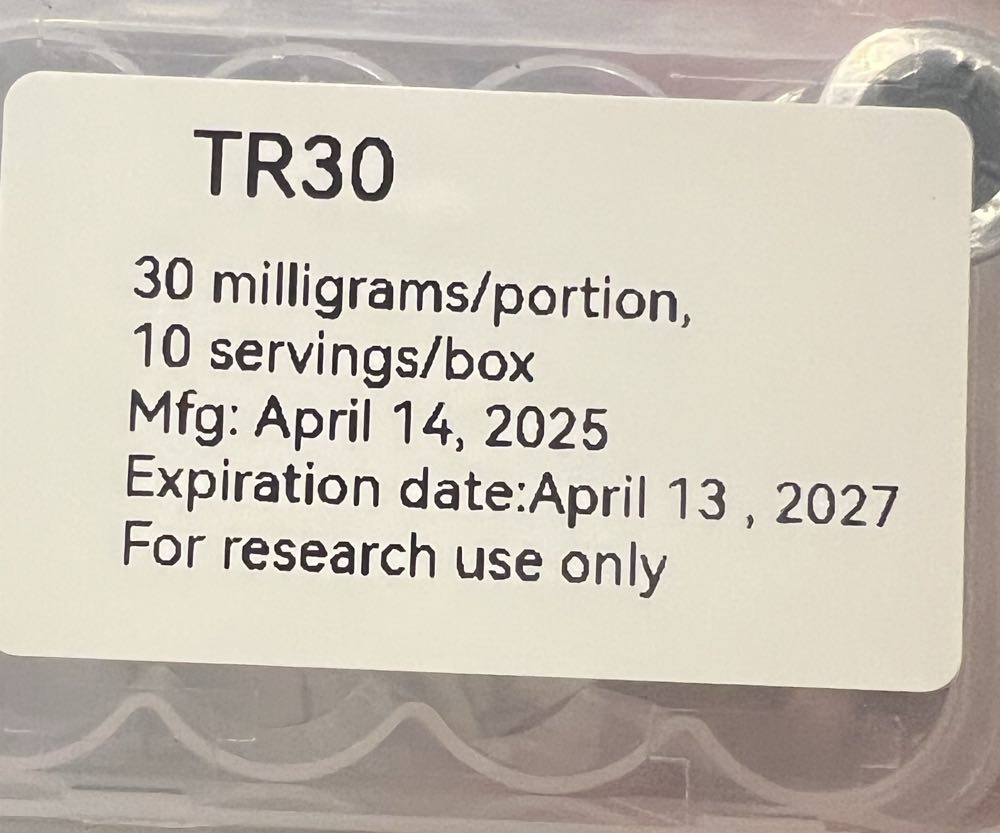 TR30
30 milligrams/portion,
10 servings/box
Mfg: April 14, 2025
Expiration date:April 13 , 2027
For research use only